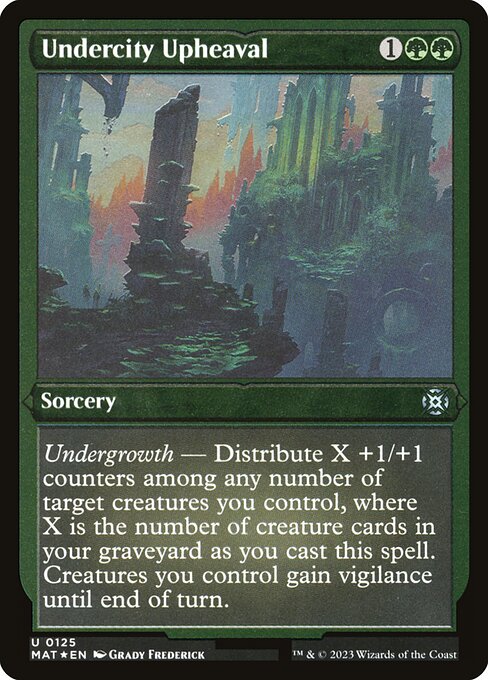 Undercity Upheaval 1
Sorcery
Undergrowth — Distribute X +1/+1
counters among any number of
target creatures you control, where
X is the number of creature cards in
your graveyard as you cast this spell.
Creatures you control gain vigilance
until end of turn.
U 0125
MAT★EN Grady Frederick
™ & © 2023 Wizards of the Coast